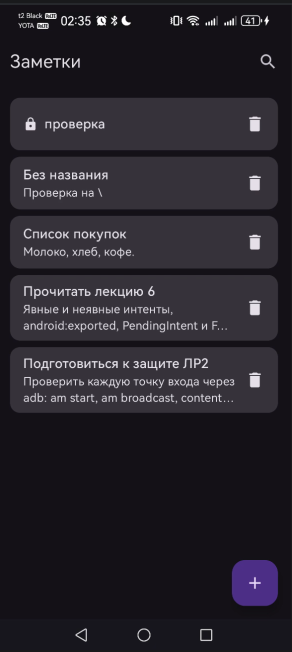 t2 Black VoWiFi
YOTA VoWiFi
02:35
41
Заметки
проверка
Без названия
Проверка на \
Список покупок
Молоко, хлеб, кофе.
Прочитать лекцию 6
Явные и неявные интенты,
android:exported, PendingIntent и F...
Подготовиться к защите ЛР2
Проверить каждую точку входа через
adb: am start, am broadcast, content...